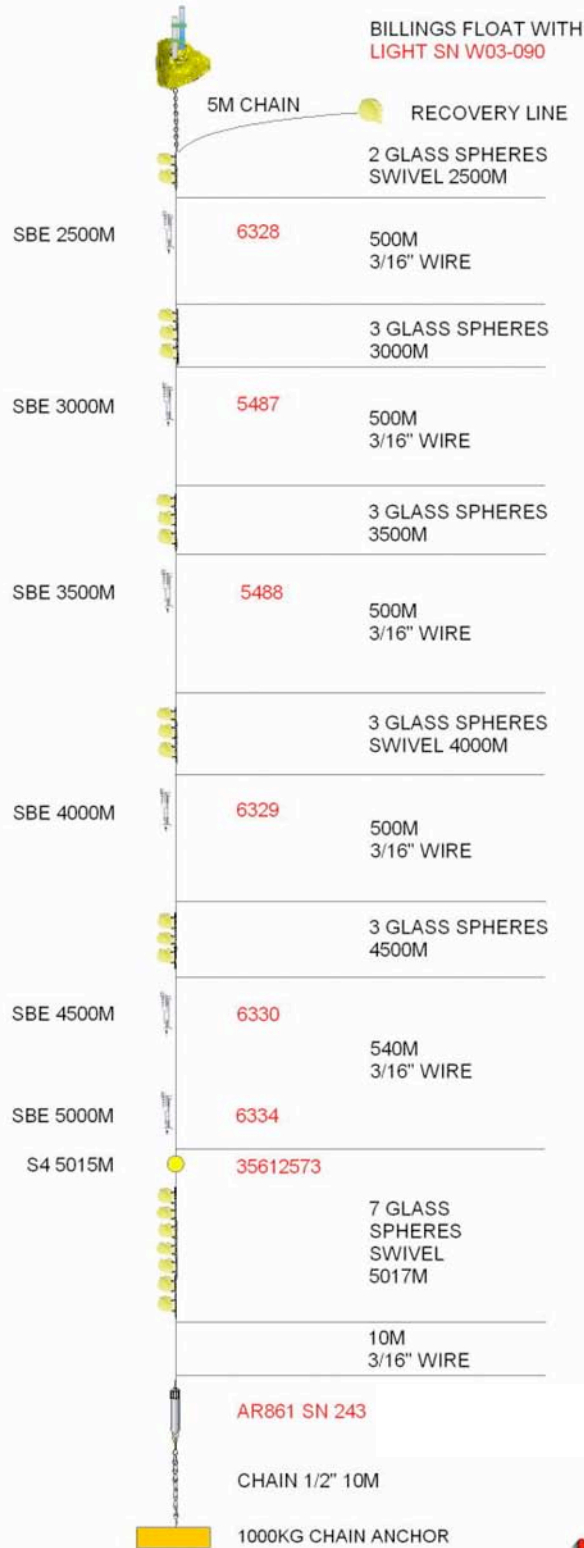 BILLINGS FLOAT WITH
LIGHT SN W03-090
5M CHAIN
RECOVERY LINE
2 GLASS SPHERES
SWIVEL 2500M
SBE 2500M
6328
500M
3/16" WIRE
3 GLASS SPHERES
3000M
SBE 3000M
5487
500M
3/16" WIRE
3 GLASS SPHERES
3500M
SBE 3500M
5488
500M
3/16" WIRE
3 GLASS SPHERES
SWIVEL 4000M
SBE 4000M
6329
500M
3/16" WIRE
3 GLASS SPHERES
4500M
SBE 4500M
6330
540M
3/16" WIRE
SBE 5000M
6334
S4 5015M
35612573
7 GLASS
SPHERES
SWIVEL
5017M
10M
3/16" WIRE
AR861 SN 243
CHAIN 1/2" 10M
1000KG CHAIN ANCHOR